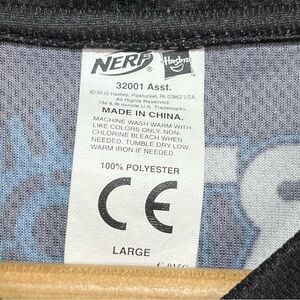 NERF Hasbro
32001 Asst.
© 2010 Hasbro, Pawtucket, RI 02862 USA.
All Rights Reserved.
TM & ® denote U.S. Trademarks
MADE IN CHINA.
MACHINE WASH WARM WITH
LIKE COLORS ONLY. NON-
CHLORINE BLEACH WHEN
NEEDED. TUMBLE DRY LOW,
WARM IRON IF NEEDED.
100% POLYESTER
CE
LARGE